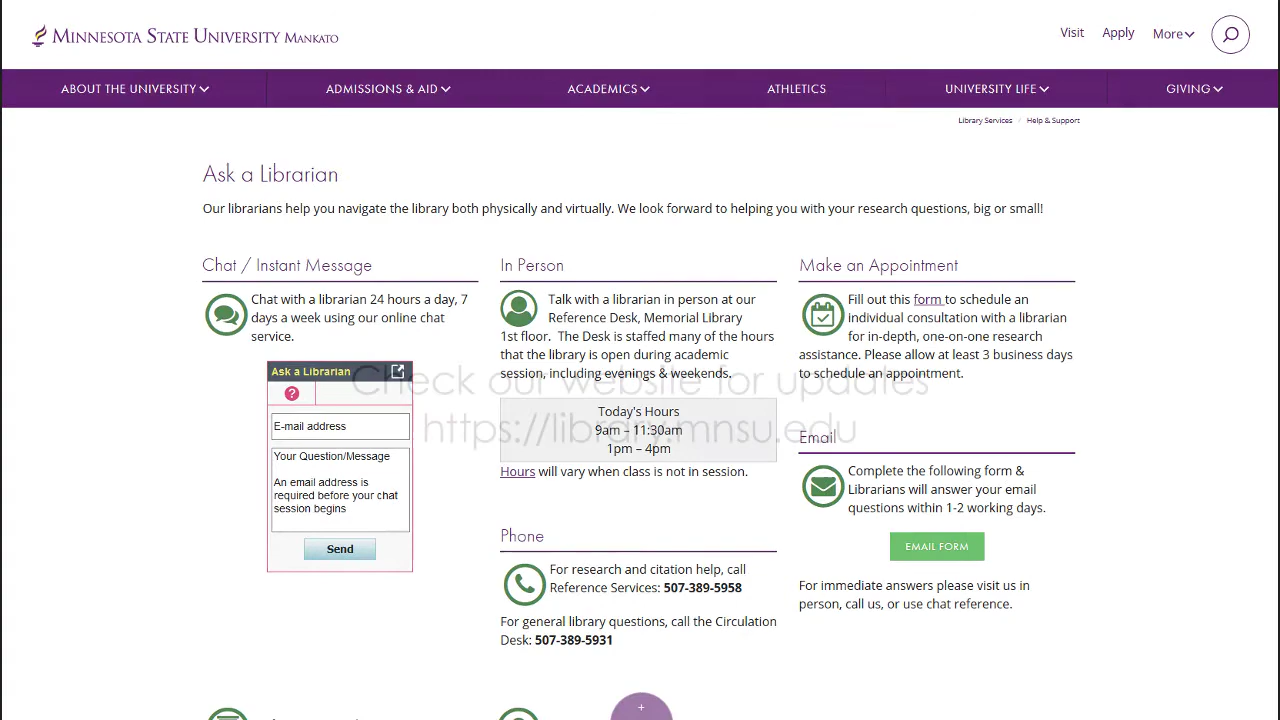 MINNESOTA STATE UNIVERSITY MANKATO
Visit
Apply
More
ABOUT THE UNIVERSITY
ADMISSIONS & AID
ACADEMICS
ATHLETICS
UNIVERSITY LIFE
GIVING
Library Services / Help & Support
Ask a Librarian
Our librarians help you navigate the library both physically and virtually. We look forward to helping you with your research questions, big or small!
Chat / Instant Message
Chat with a librarian 24 hours a day, 7
days a week using our online chat
service.
Ask a Librarian
?
E-mail address
Your Question/Message
An email address is
required before your chat
session begins
Send
In Person
Talk with a librarian in person at our
Reference Desk, Memorial Library
1st floor. The Desk is staffed many of the hours
that the library is open during academic
session, including evenings & weekends.
Today's Hours
9am – 11:30am
1pm – 4pm
Hours will vary when class is not in session.
Phone
For research and citation help, call
Reference Services: 507-389-5958
For general library questions, call the Circulation
Desk: 507-389-5931
Make an Appointment
Fill out this form to schedule an
individual consultation with a librarian
for in-depth, one-on-one research
assistance. Please allow at least 3 business days
to schedule an appointment.
Email
Complete the following form &
Librarians will answer your email
questions within 1-2 working days.
EMAIL FORM
For immediate answers please visit us in
person, call us, or use chat reference.
Check our website for updates
https://library.mnsu.edu